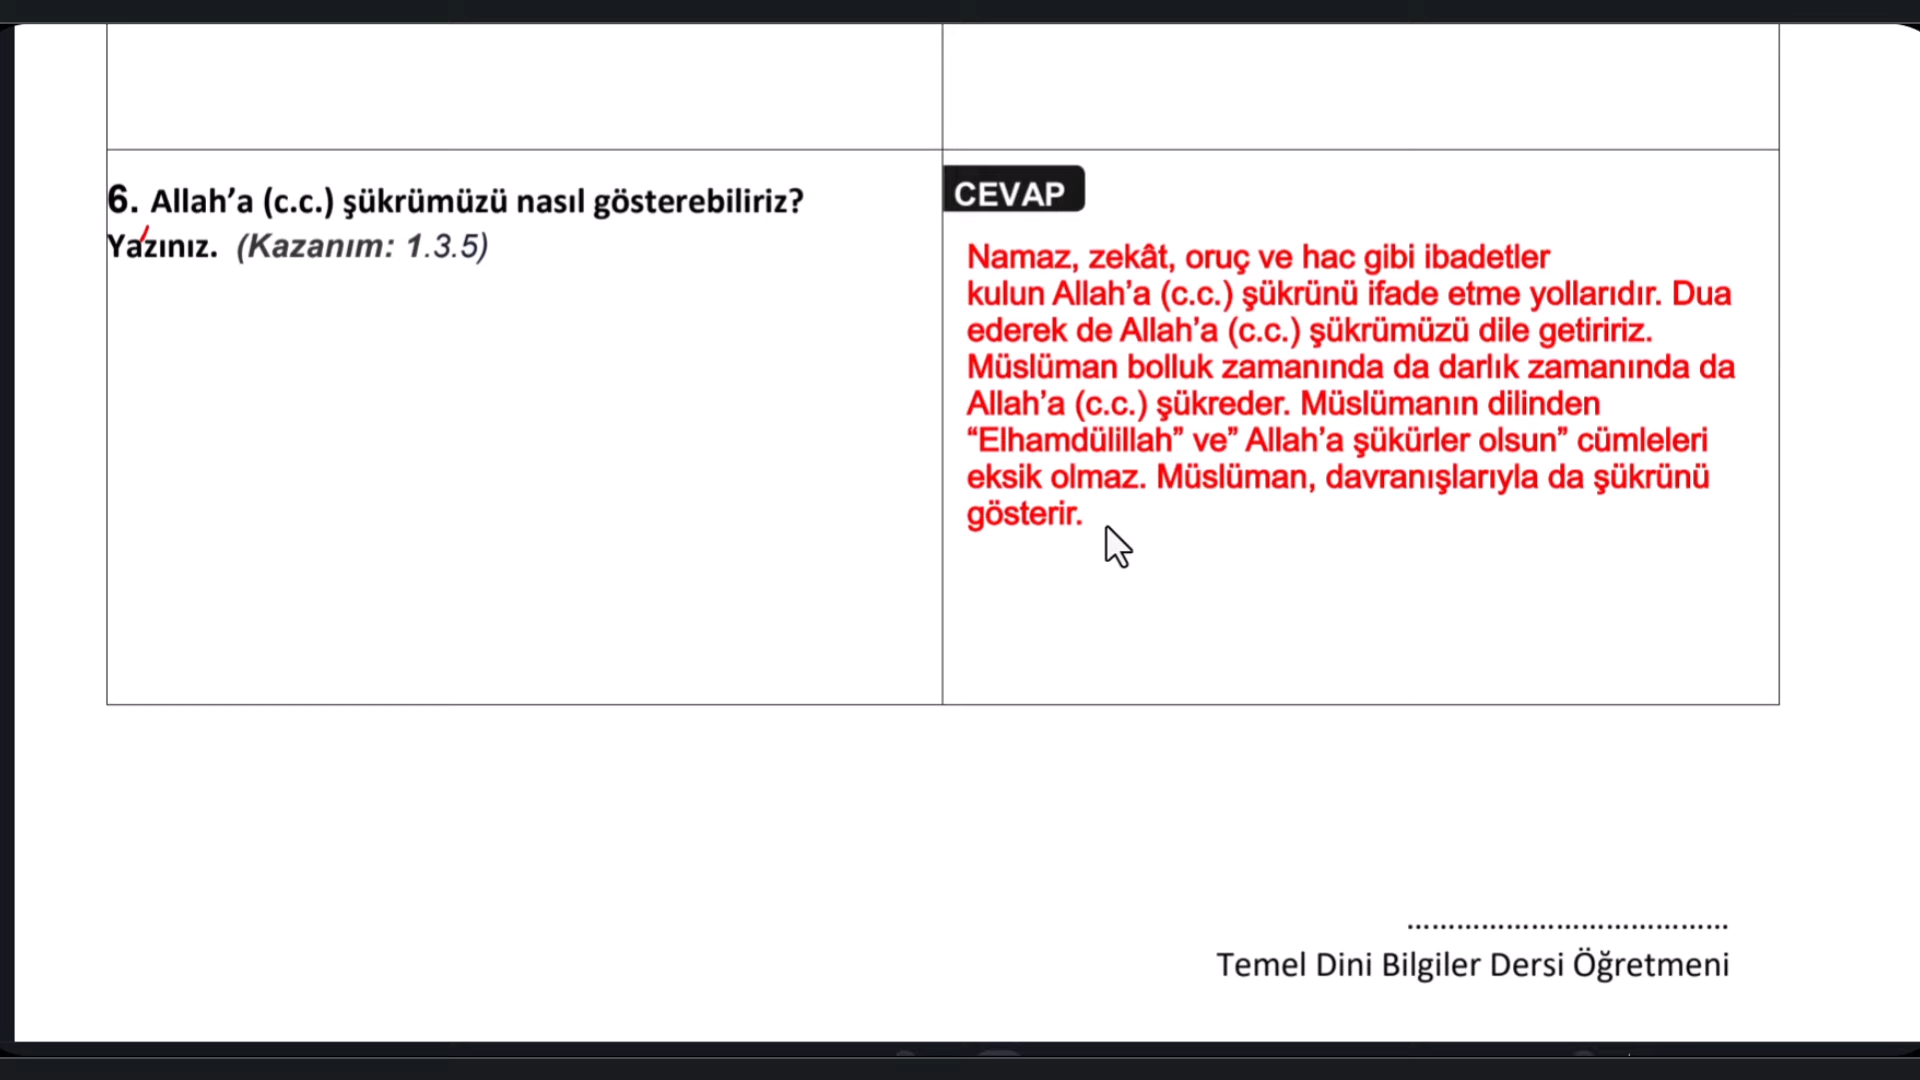 6. Allah’a (c.c.) şükrümüzü nasıl gösterebiliriz?
Yazınız. (Kazanım: 1.3.5)
CEVAP
Namaz, zekât, oruç ve hac gibi ibadetler
kulun Allah’a (c.c.) şükrünü ifade etme yollarıdır. Dua
ederek de Allah’a (c.c.) şükrümüzü dile getiririz.
Müslüman bolluk zamanında da darlık zamanında da
Allah’a (c.c.) şükreder. Müslümanın dilinden
“Elhamdülillah” ve” Allah’a şükürler olsun” cümleleri
eksik olmaz. Müslüman, davranışlarıyla da şükrünü
gösterir.
.......................................
Temel Dini Bilgiler Dersi Öğretmeni